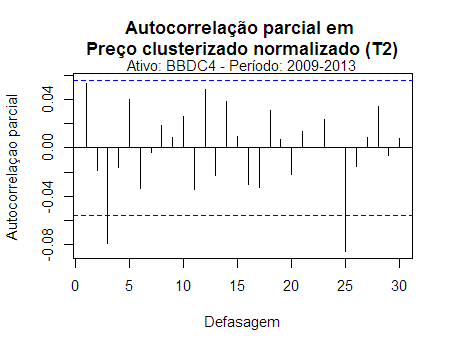 Autocorrelação parcial em
Preço clusterizado normalizado (T2)
Ativo: BBDC4 - Período: 2009-2013
Autocorrelaçao parcial
0.04
0.00
-0.04
-0.08
0 5 10 15 20 25 30
Defasagem